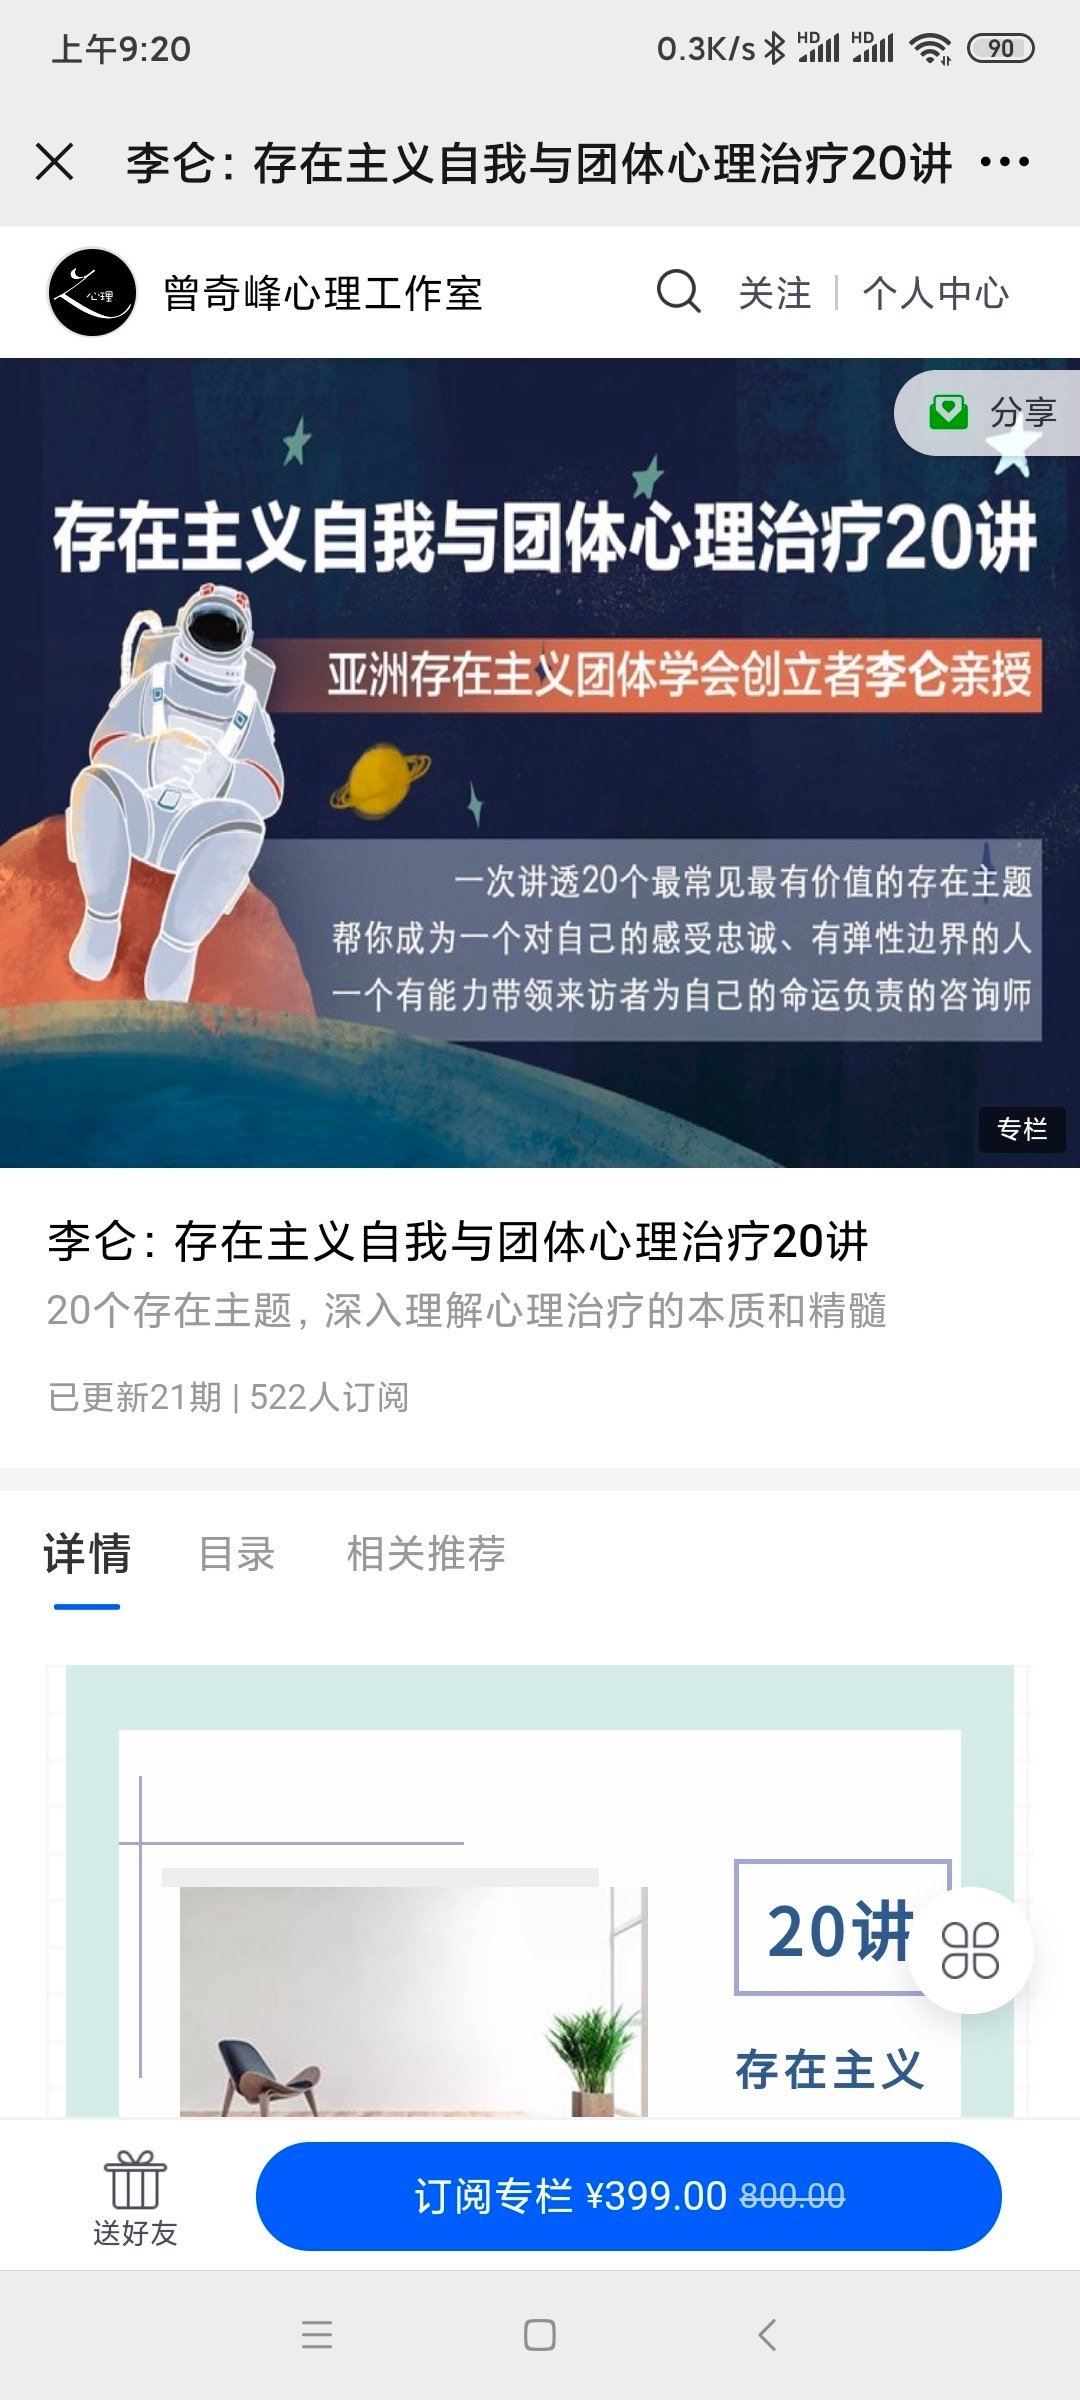 上午9:20
0.3K/s HD HD 90
李仑：存在主义自我与团体心理治疗20讲
心理
曾奇峰心理工作室
关注
个人中心
分享
存在主义自我与团体心理治疗20讲
亚洲存在主义团体学会创立者李仑亲授
一次讲透20个最常见最有价值的存在主题
帮你成为一个对自己的感受忠诚、有弹性边界的人
一个有能力带领来访者为自己的命运负责的咨询师
专栏
李仑：存在主义自我与团体心理治疗20讲
20个存在主题，深入理解心理治疗的本质和精髓
已更新21期 | 522人订阅
详情
目录
相关推荐
20讲
存在主义
送好友
订阅专栏 ¥399.00 800.00